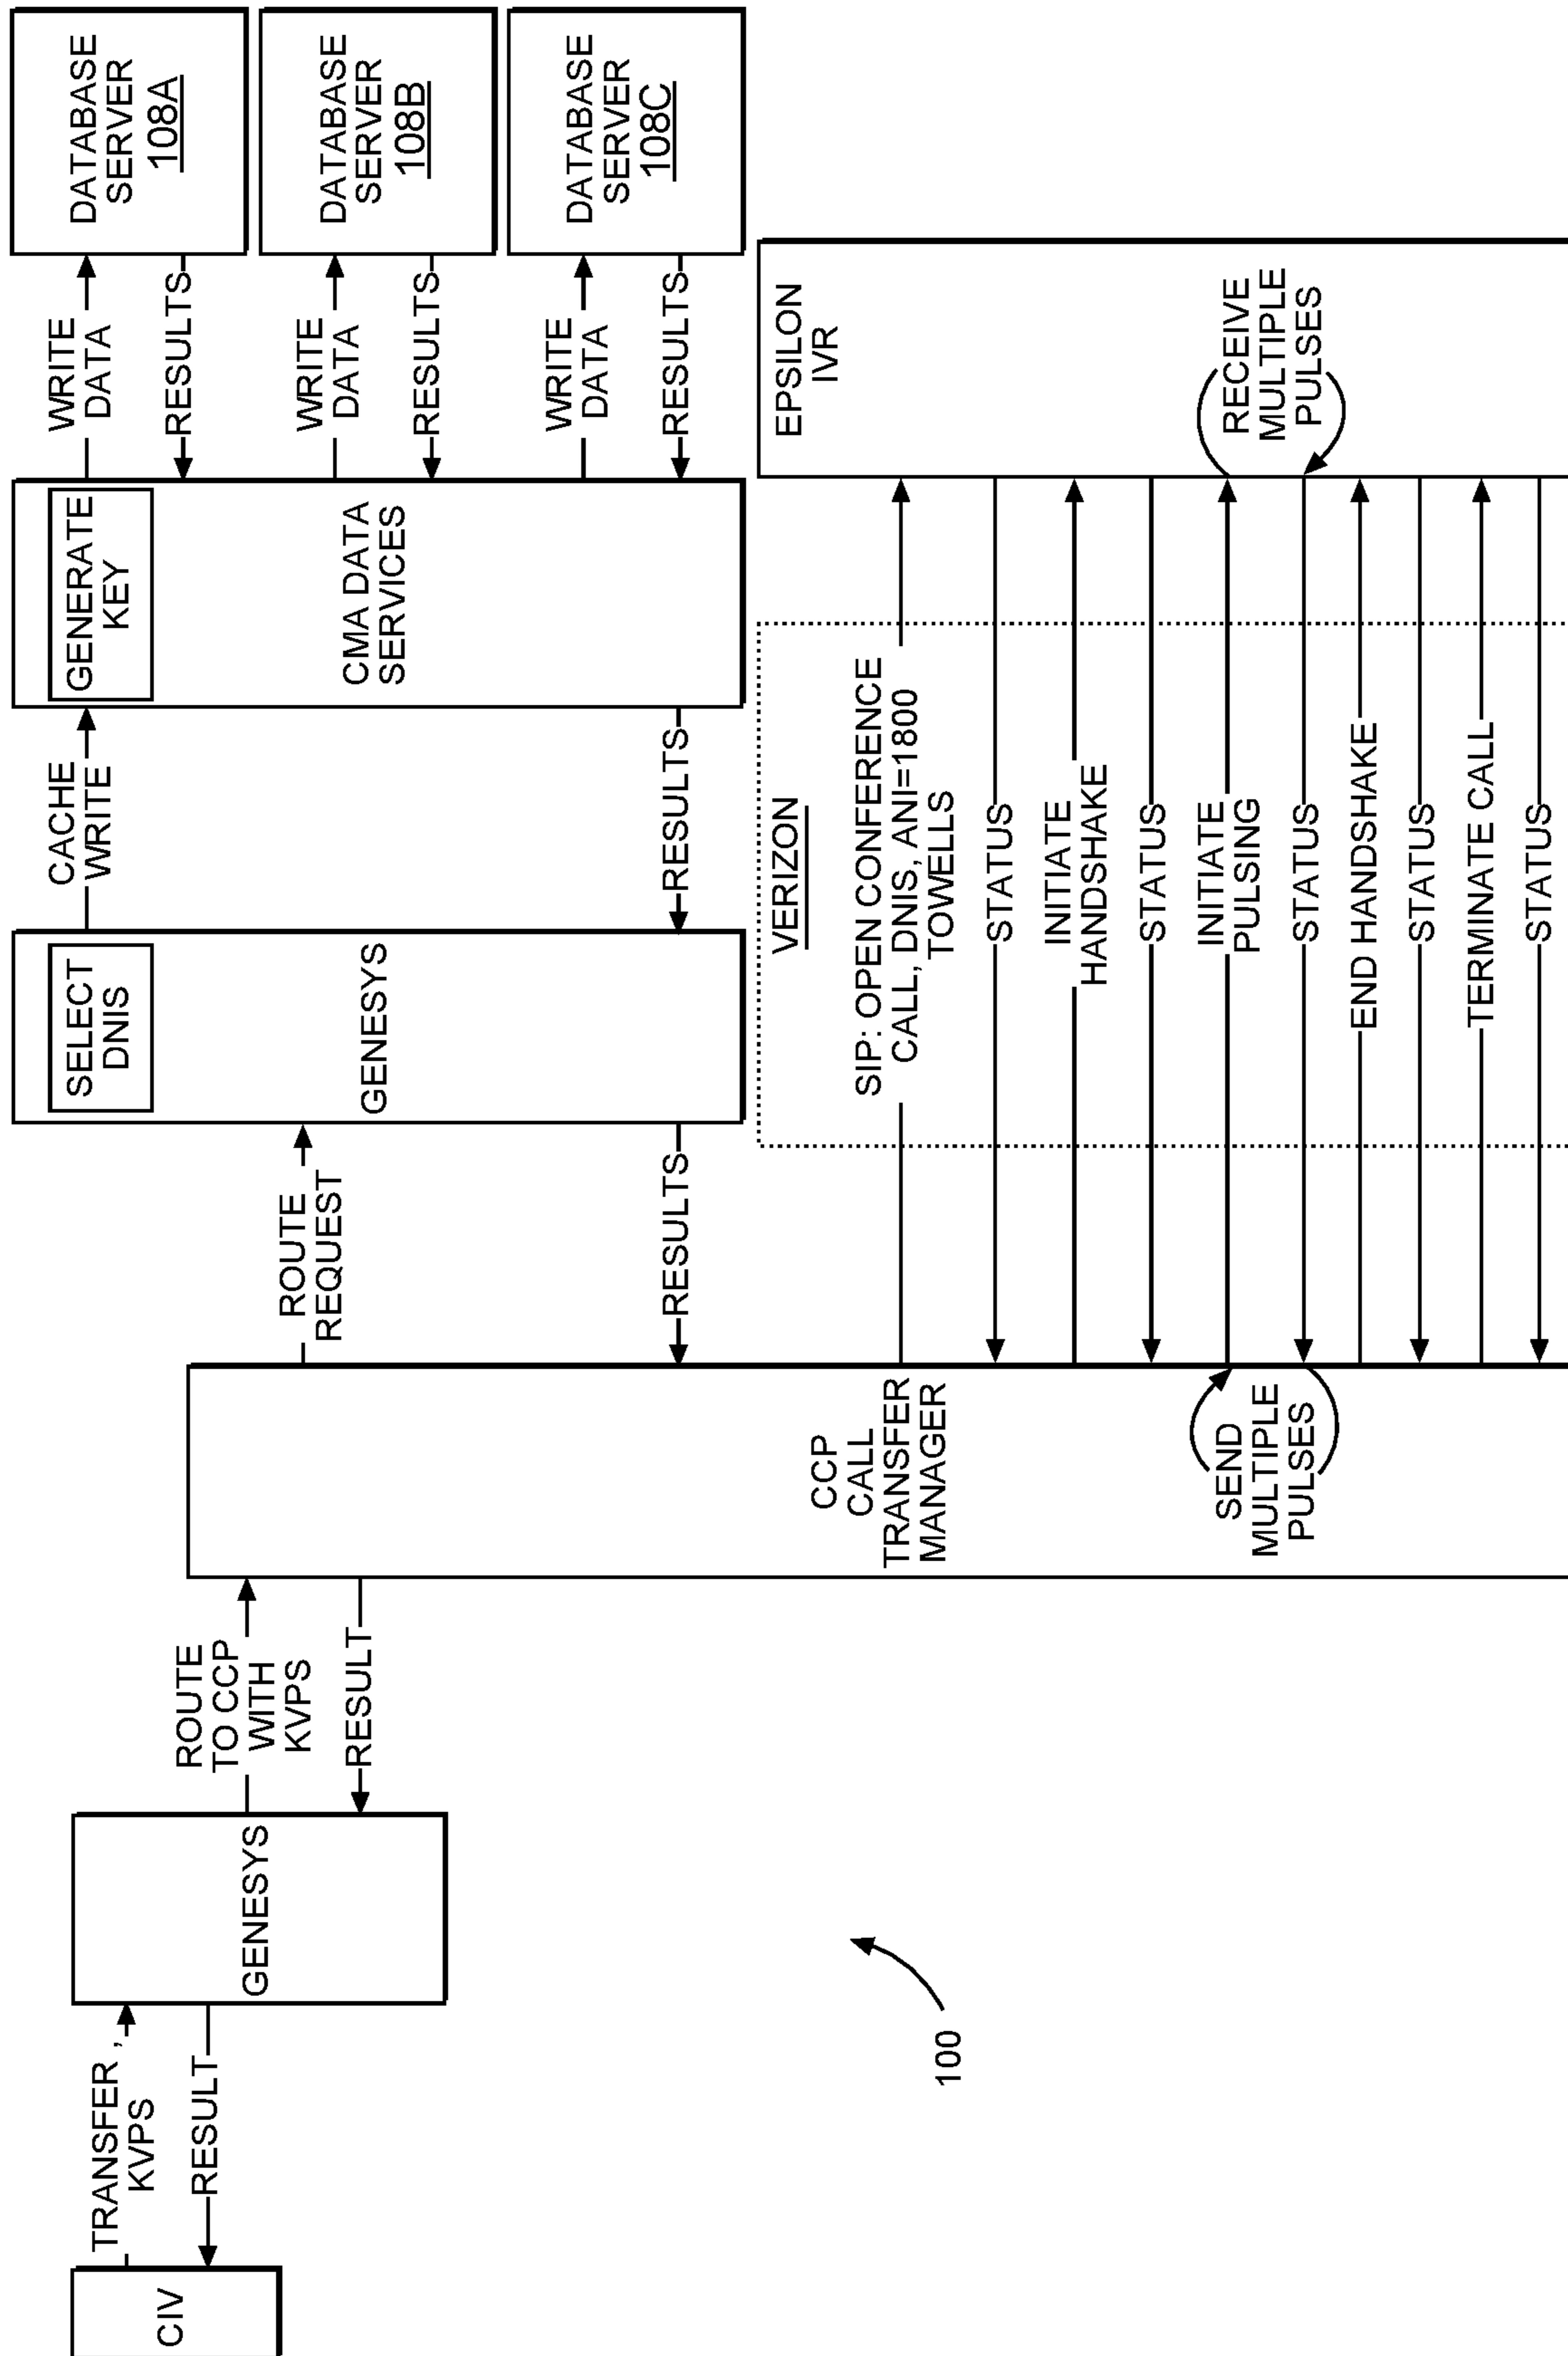 CIV
TRANSFER,
KVPS
RESULT
GENESYS
ROUTE
TO CCP
WITH
KVPS
RESULT
CCP
CALL
TRANSFER
MANAGER
SEND
MULTIPLE
PULSES
ROUTE
REQUEST
RESULTS
SELECT
DNIS
GENESYS
CACHE
WRITE
RESULTS
GENERATE
KEY
CMA DATA
SERVICES
WRITE
DATA
RESULTS
WRITE
DATA
RESULTS
WRITE
DATA
RESULTS
DATABASE
SERVER
108A
DATABASE
SERVER
108B
DATABASE
SERVER
108C
VERIZON
SIP: OPEN CONFERENCE
CALL, DNIS, ANI=1800
TOWELLS
STATUS
INITIATE
HANDSHAKE
STATUS
INITIATE
PULSING
STATUS
END HANDSHAKE
STATUS
TERMINATE CALL
STATUS
EPSILON
IVR
RECEIVE
MULTIPLE
PULSES
100